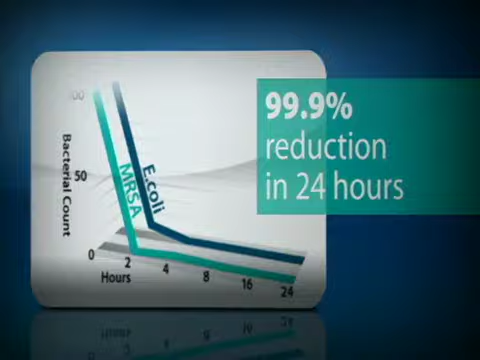 99.9%
reduction
in 24 hours
100
50
Bacterial Count
MRSA
E.coli
0
2
4
8
16
24
Hours